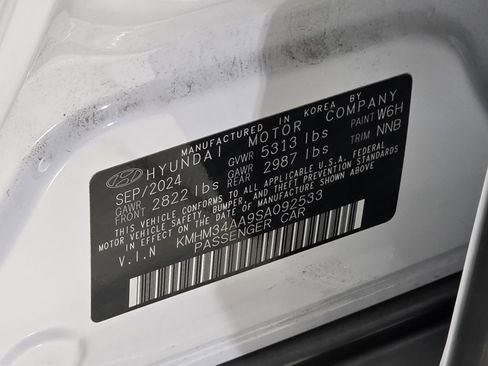 MANUFACTURED IN KOREA BY
HYUNDAI MOTOR COMPANY
SEP/2024 GVWR 5313 lbs PAINT W6H
GAWR FRONT 2822 lbs GAWR REAR 2987 lbs TRIM NNB
THIS VEHICLE CONFORMS TO ALL APPLICABLE U.S.A. FEDERAL
MOTOR VEHICLE SAFETY, BUMPER, AND THEFT PREVENTION STANDARDS
IN EFFECT ON THE DATE OF MANUFACTURE SHOWN ABOVE.
V.I.N KMHM34AA9SA092533
PASSENGER CAR